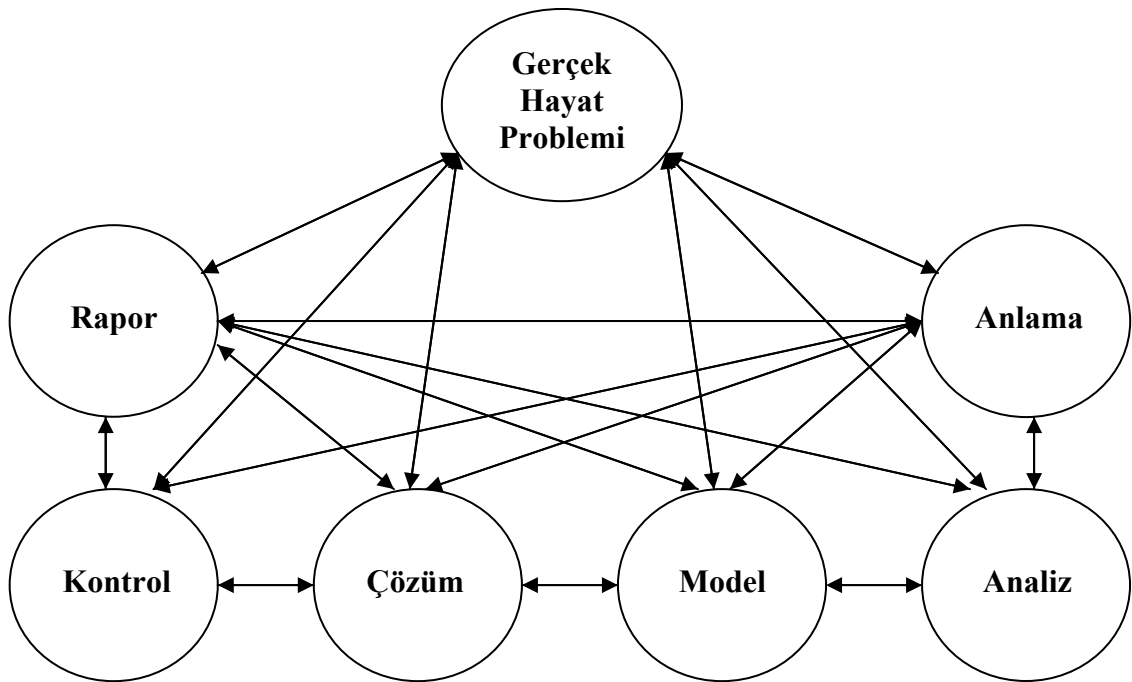 Gerçek
Hayat
Problemi
Rapor
Anlama
Kontrol
Çözüm
Model
Analiz